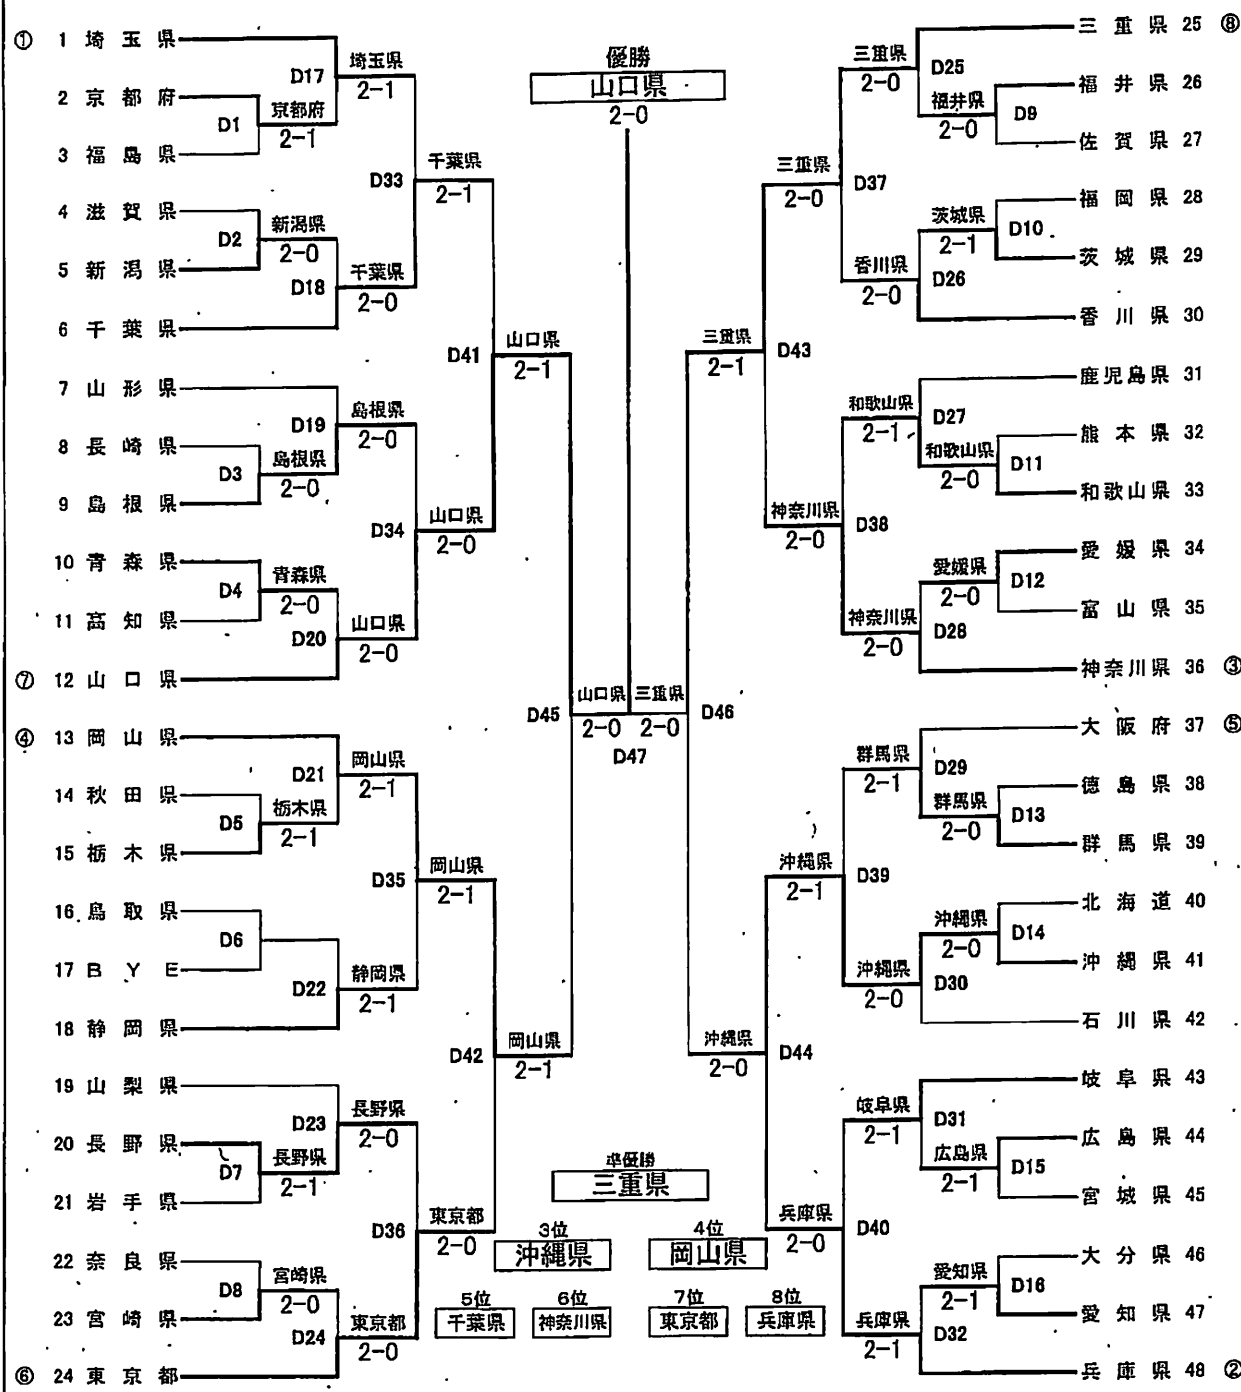 ① 1 埼玉県
2 京都府
3 福島県
4 滋賀県
5 新潟県
6 千葉県
7 山形県
8 長崎県
9 島根県
10 青森県
11 高知県
⑦ 12 山口県
④ 13 岡山県
14 秋田県
15 栃木県
16 鳥取県
17 BYE
18 静岡県
19 山梨県
20 長野県
21 岩手県
22 奈良県
23 宮崎県
⑥ 24 東京都
D1
京都府
2-1
D2
新潟県
2-0
D3
島根県
2-0
D4
青森県
2-0
D5
栃木県
2-1
D6
D7
長野県
2-1
D8
宮崎県
2-0
D17
埼玉県
2-1
D18
千葉県
2-0
D19
島根県
2-0
D20
山口県
2-0
D21
岡山県
2-1
D22
静岡県
2-1
D23
長野県
2-0
D24
東京都
2-0
D33
千葉県
2-1
D34
山口県
2-0
D35
岡山県
2-1
D36
東京都
2-0
D41
山口県
2-1
D42
岡山県
2-1
D45
山口県
2-0
優勝
山口県
2-0
D47
三重県
2-0
D46
三重県
2-1
沖縄県
2-0
D43
三重県
2-0
神奈川県
2-0
D44
沖縄県
2-1
兵庫県
2-0
D37
三重県
2-0
香川県
2-0
D38
和歌山県
2-1
神奈川県
2-0
D39
群馬県
2-1
沖縄県
2-0
D40
岐阜県
2-1
兵庫県
2-1
D25
福井県
2-0
D9
D26
茨城県
2-1
D10
D27
和歌山県
2-0
D11
D28
愛媛県
2-0
D12
D29
群馬県
2-0
D13
D30
沖縄県
2-0
D14
D31
広島県
2-1
D15
D32
愛知県
2-1
D16
三重県 25 ⑧
福井県 26
佐賀県 27
福岡県 28
茨城県 29
香川県 30
鹿児島県 31
熊本県 32
和歌山県 33
愛媛県 34
富山県 35
神奈川県 36 ③
大阪府 37 ⑤
徳島県 38
群馬県 39
北海道 40
沖縄県 41
石川県 42
岐阜県 43
広島県 44
宮城県 45
大分県 46
愛知県 47
兵庫県 48 ②
準優勝
三重県
3位
沖縄県
4位
岡山県
5位
千葉県
6位
神奈川県
7位
東京都
8位
兵庫県